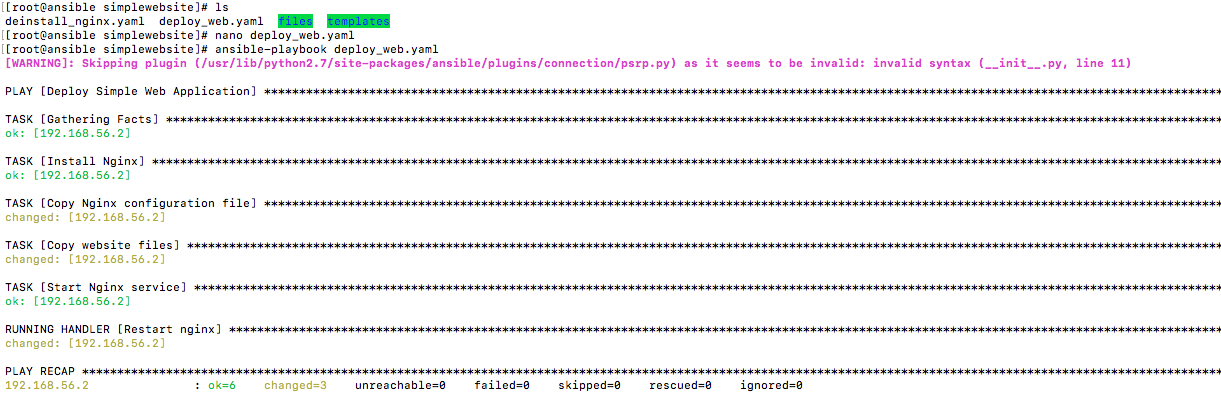 [[root@ansible simplewebsite]# ls
deinstall_nginx.yaml  deploy_web.yaml  files  templates
[[root@ansible simplewebsite]# nano deploy_web.yaml
[[root@ansible simplewebsite]# ansible-playbook deploy_web.yaml
[WARNING]: Skipping plugin (/usr/lib/python2.7/site-packages/ansible/plugins/connection/psrp.py) as it seems to be invalid: invalid syntax (__init__.py, line 11)
PLAY [Deploy Simple Web Application] ****************************************************************************************************************************************
TASK [Gathering Facts] ******************************************************************************************************************************************************
ok: [192.168.56.2]
TASK [Install Nginx] ********************************************************************************************************************************************************
ok: [192.168.56.2]
TASK [Copy Nginx configuration file] ****************************************************************************************************************************************
changed: [192.168.56.2]
TASK [Copy website files] ***************************************************************************************************************************************************
changed: [192.168.56.2]
TASK [Start Nginx service] **************************************************************************************************************************************************
ok: [192.168.56.2]
RUNNING HANDLER [Restart nginx] *********************************************************************************************************************************************
changed: [192.168.56.2]
PLAY RECAP ******************************************************************************************************************************************************************
192.168.56.2               : ok=6    changed=3    unreachable=0    failed=0    skipped=0    rescued=0    ignored=0